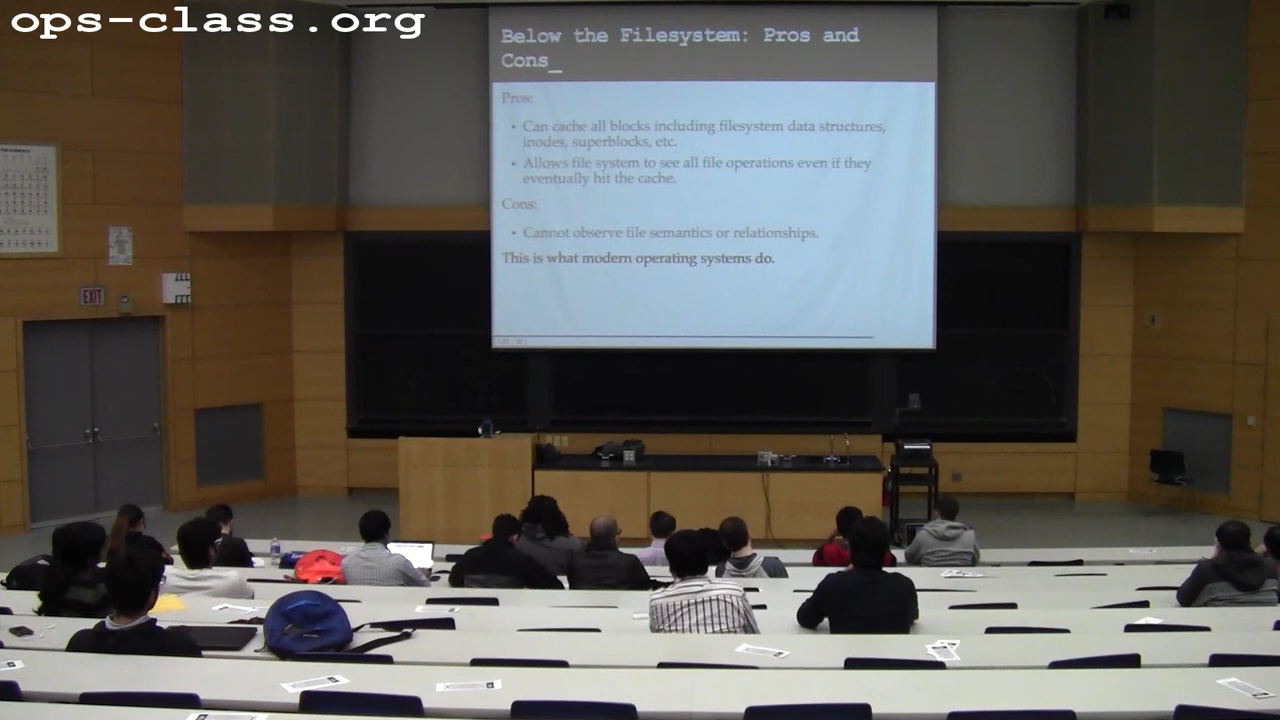 ops-class.org
Below the Filesystem: Pros and
Cons_
Pros:
• Can cache all blocks including filesystem data structures,
inodes, superblocks, etc.
• Allows file system to see all file operations even if they
eventually hit the cache.
Cons:
• Cannot observe file semantics or relationships.
This is what modern operating systems do.
EXIT